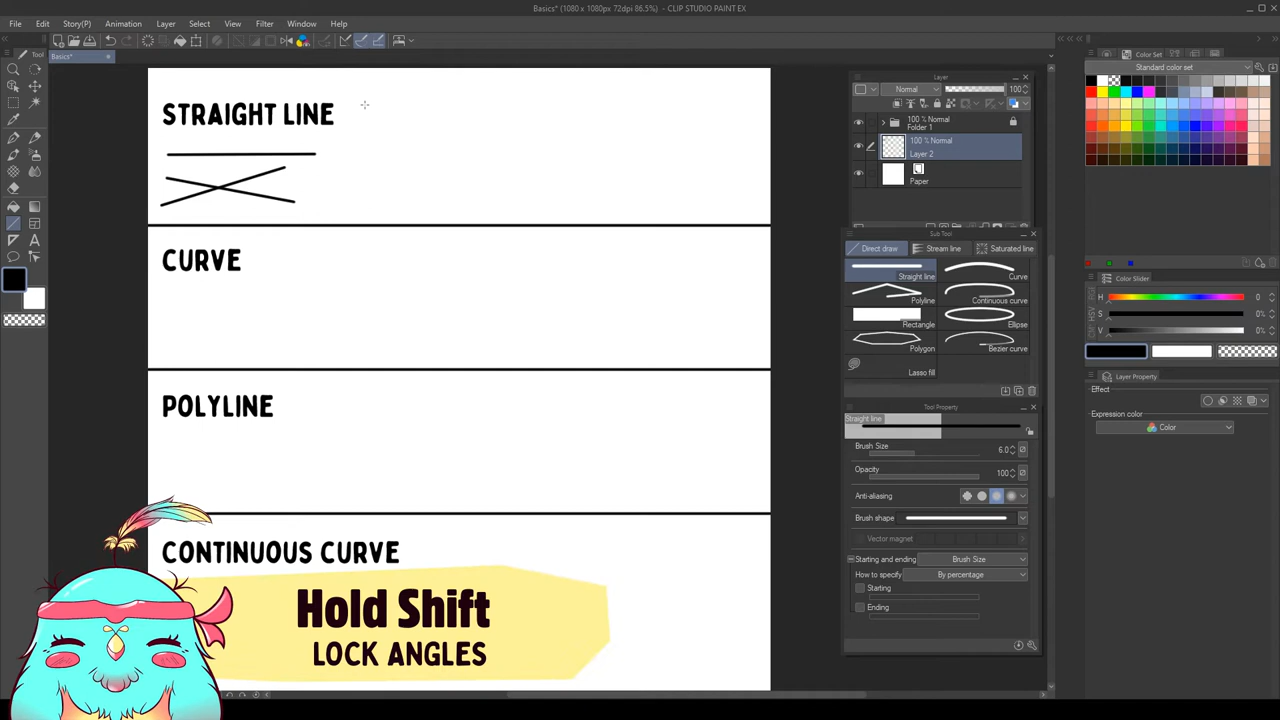 Basics* (1080 x 1080px 72dpi 86.5%) - CLIP STUDIO PAINT EX
File Edit Story(P) Animation Layer Select View Filter Window Help
Tool
Basics*
STRAIGHT LINE
CURVE
POLYLINE
CONTINUOUS CURVE
Hold Shift
LOCK ANGLES
Layer
Normal 100
100 % Normal
Folder 1
100 % Normal
Layer 2
Paper
Sub Tool
Direct draw Stream line Saturated line
Straight line Curve
Polyline Continuous curve
Rectangle Ellipse
Polygon Bezier curve
Lasso fill
Tool Property
Straight line
Brush Size 6.0
Opacity 100
Anti-aliasing
Brush shape
Vector magnet
Starting and ending Brush Size
How to specify By percentage
Starting
Ending
Color Set
Standard color set
Color Slider
H 0
S 0%
V 0%
Layer Property
Effect
Expression color
Color